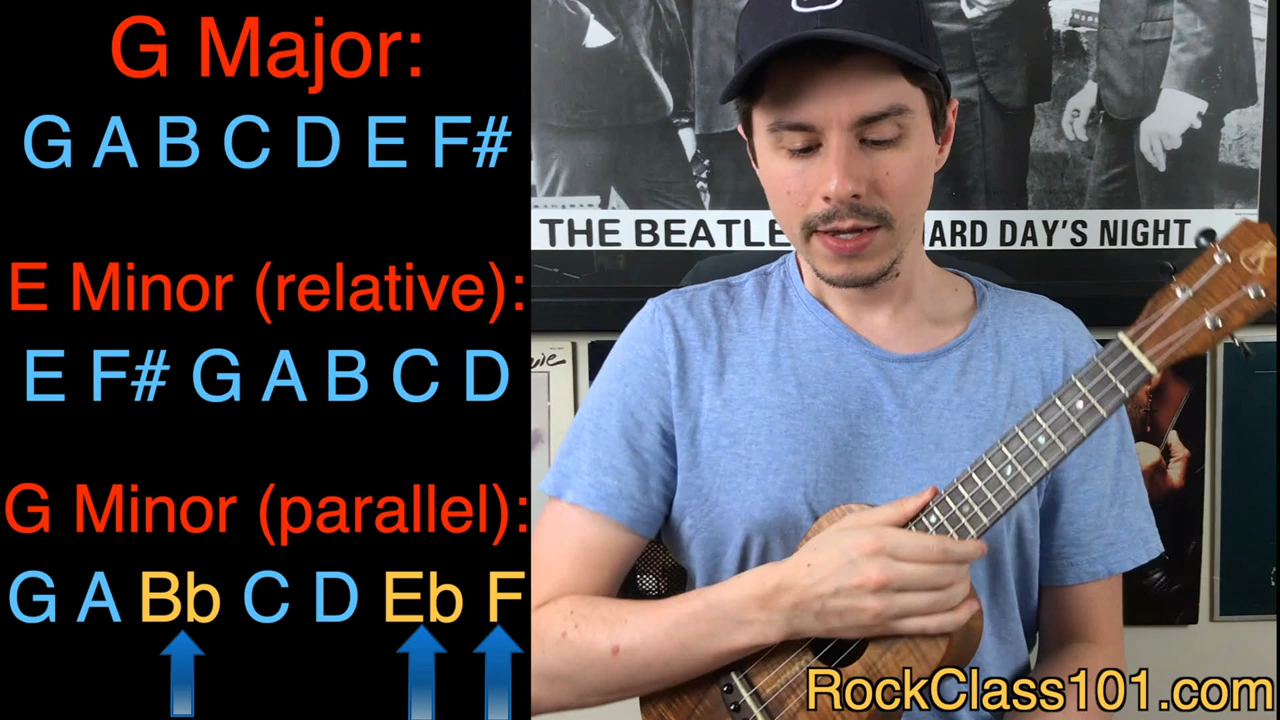 G Major:
G A B C D E F#
E Minor (relative):
E F# G A B C D
G Minor (parallel):
G A Bb C D Eb F
THE BEATLE ARD DAY'S NIGHT
RockClass101.com